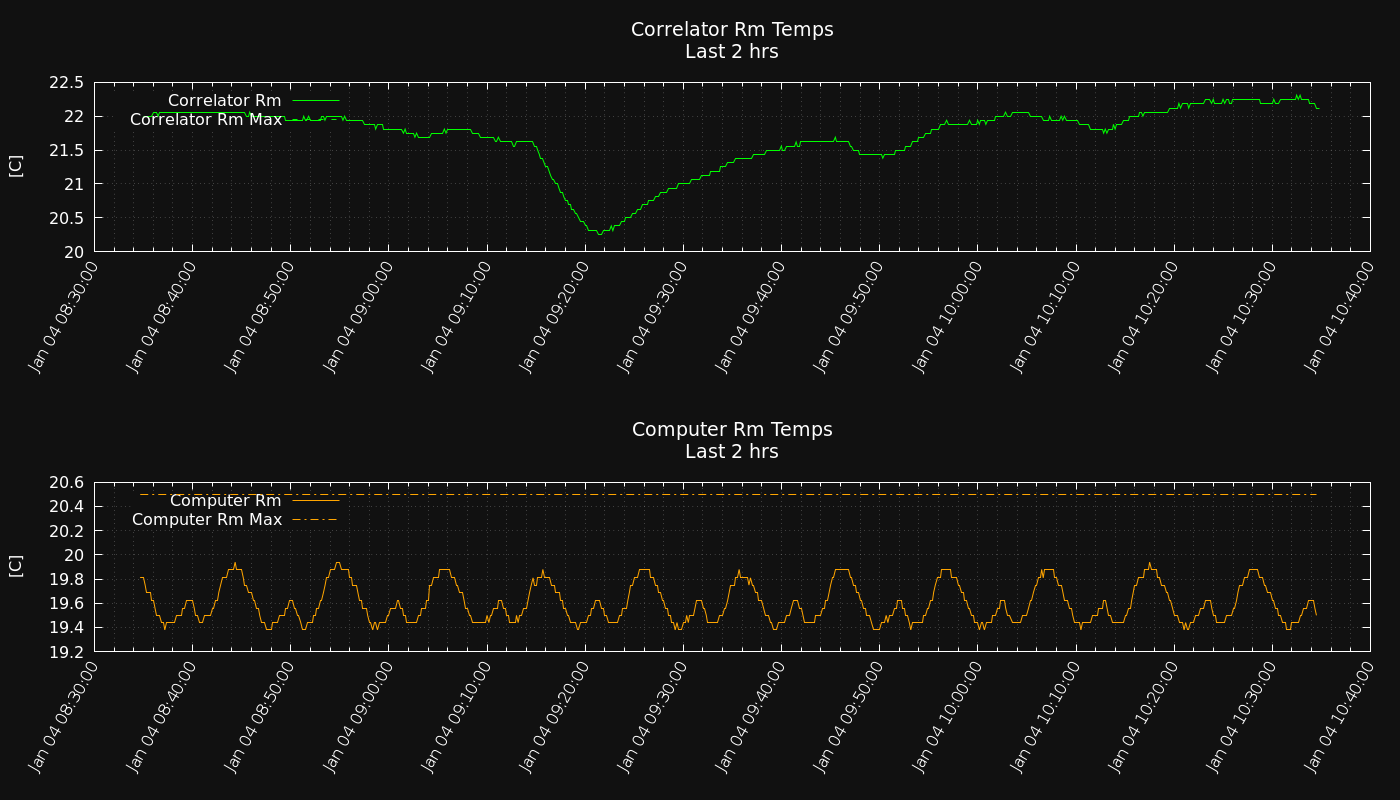 Correlator Rm Temps
Last 2 hrs
22.5
22
21.5
21
20.5
20
[C]
Correlator Rm
Correlator Rm Max
Jan 04 08:30:00
Jan 04 08:40:00
Jan 04 08:50:00
Jan 04 09:00:00
Jan 04 09:10:00
Jan 04 09:20:00
Jan 04 09:30:00
Jan 04 09:40:00
Jan 04 09:50:00
Jan 04 10:00:00
Jan 04 10:10:00
Jan 04 10:20:00
Jan 04 10:30:00
Jan 04 10:40:00
Computer Rm Temps
Last 2 hrs
20.6
20.4
20.2
20
19.8
19.6
19.4
19.2
[C]
Computer Rm
Computer Rm Max
Jan 04 08:30:00
Jan 04 08:40:00
Jan 04 08:50:00
Jan 04 09:00:00
Jan 04 09:10:00
Jan 04 09:20:00
Jan 04 09:30:00
Jan 04 09:40:00
Jan 04 09:50:00
Jan 04 10:00:00
Jan 04 10:10:00
Jan 04 10:20:00
Jan 04 10:30:00
Jan 04 10:40:00